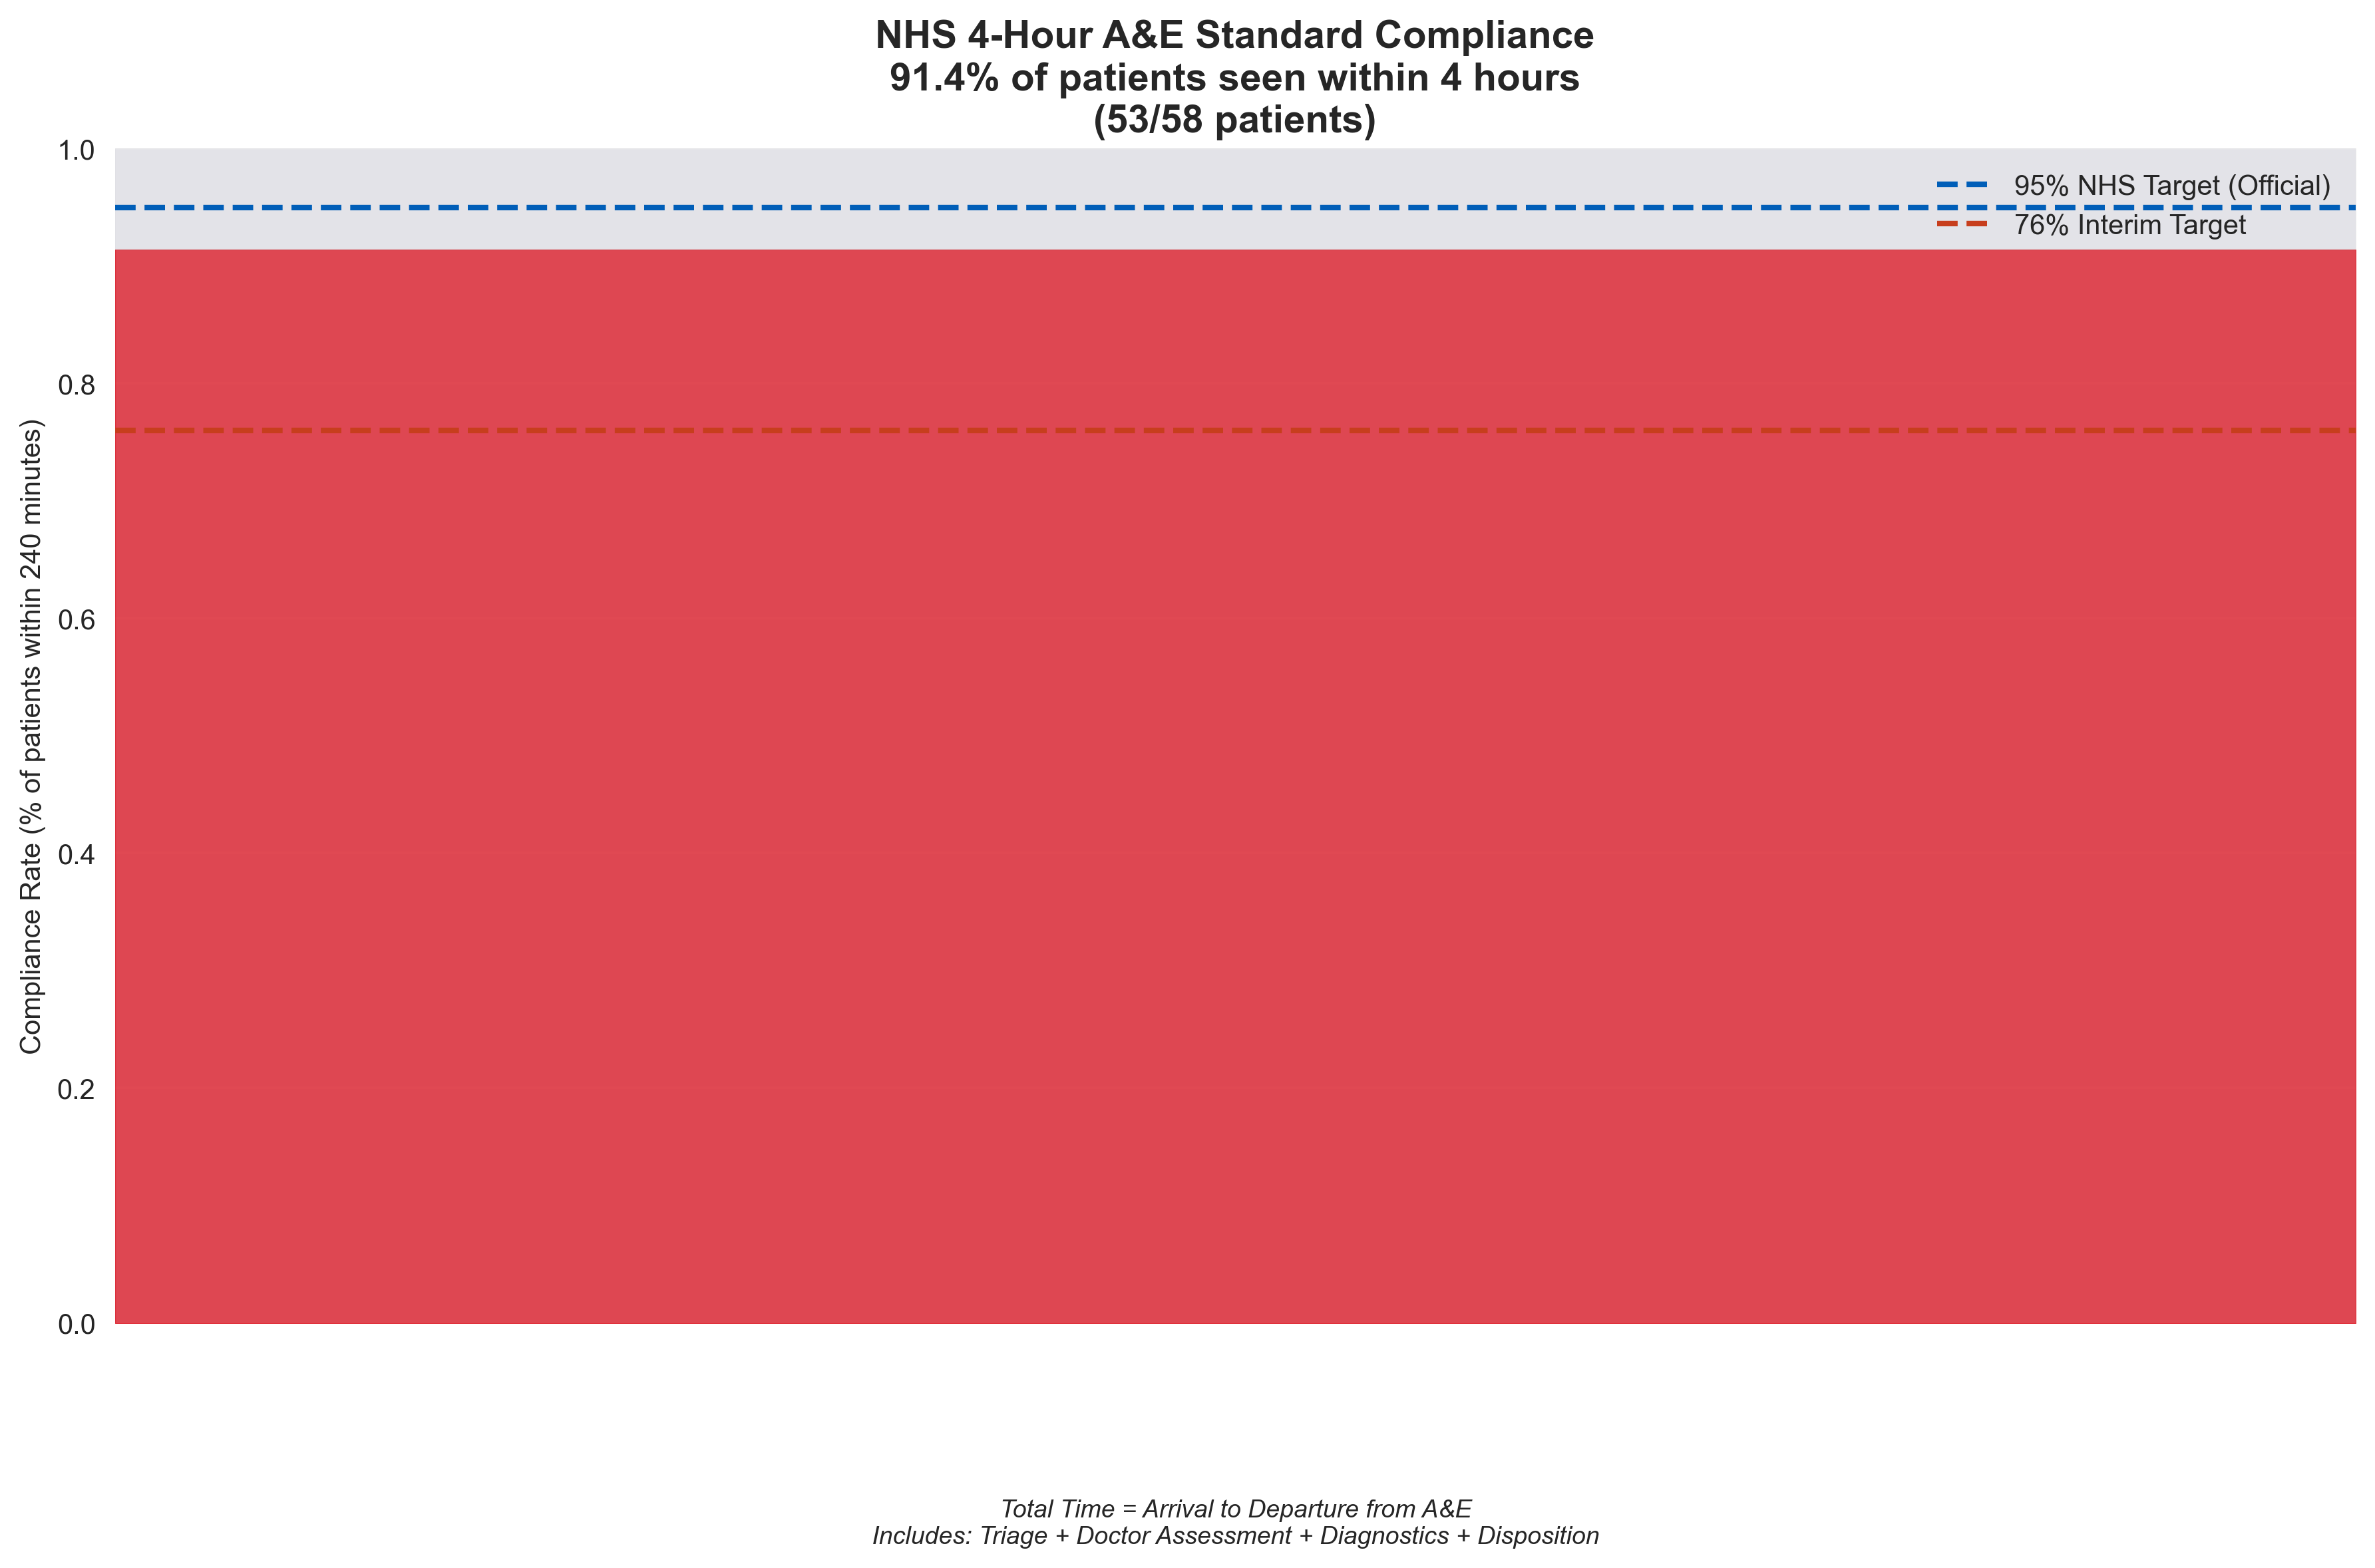 NHS 4-Hour A&E Standard Compliance
91.4% of patients seen within 4 hours
(53/58 patients)
1.0
0.8
0.6
0.4
0.2
0.0
Compliance Rate (% of patients within 240 minutes)
95% NHS Target (Official)
76% Interim Target
Total Time = Arrival to Departure from A&E
Includes: Triage + Doctor Assessment + Diagnostics + Disposition